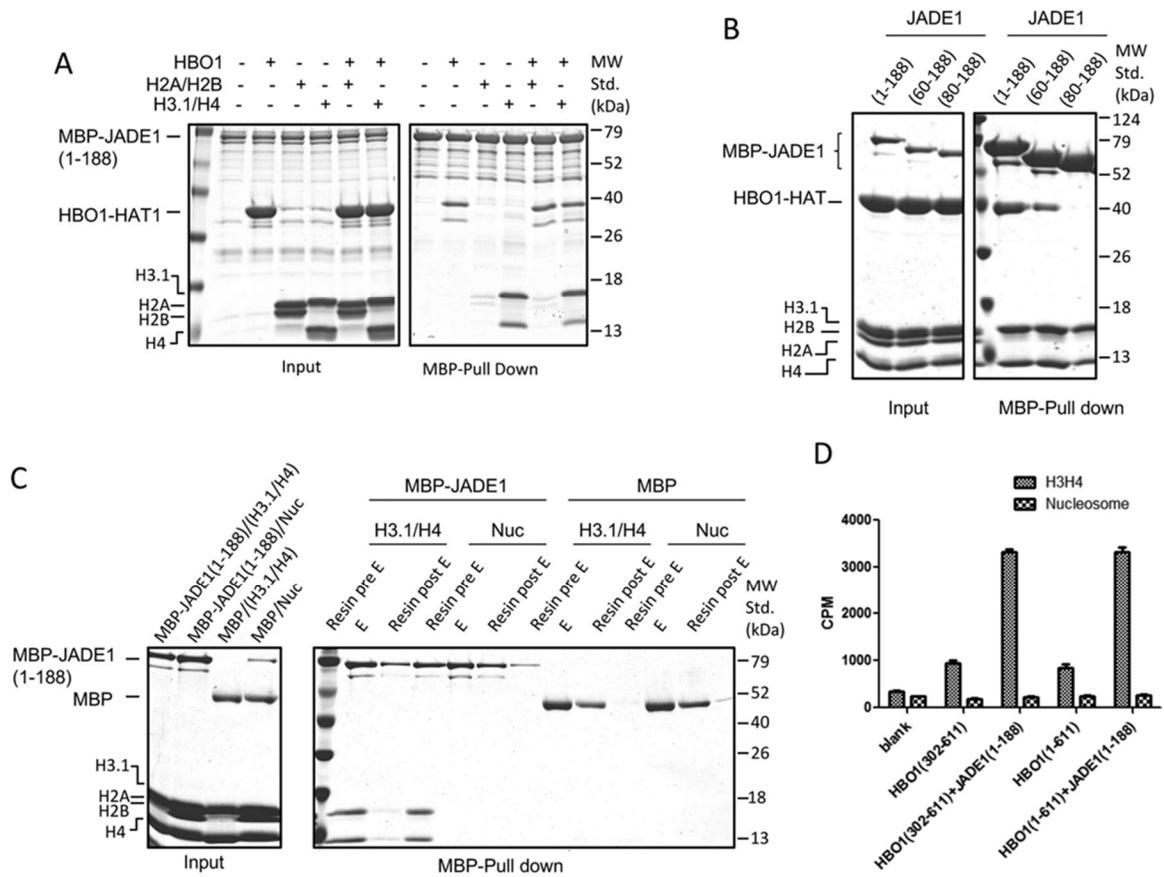 A
HBO1 - + - - + + - + - - + + MW
H2A/H2B - - + - + - - - + - + - Std.
H3.1/H4 - - - + - + - - - + - + (kDa)
MBP-JADE1
(1-188)
HBO1-HAT1
H3.1
H2A
H2B
H4
79
52
40
26
18
13
Input
MBP-Pull Down
B
JADE1 JADE1
(1-188) (60-188) (80-188) (1-188) (60-188) (80-188)
MW
Std.
(kDa)
MBP-JADE1
HBO1-HAT
H3.1
H2B
H2A
H4
124
79
52
40
26
18
13
Input
MBP-Pull down
C
MBP-JADE1(1-188)/(H3.1/H4)
MBP-JADE1(1-188)/Nuc
MBP/(H3.1/H4)
MBP/Nuc
MBP-JADE1 MBP
H3.1/H4 Nuc H3.1/H4 Nuc
Resin pre E
E
Resin post E
Resin pre E
E
Resin post E
Resin pre E
E
Resin post E
Resin pre E
E
Resin post E
MW
Std.
(kDa)
MBP-JADE1
(1-188)
MBP
H3.1
H2A
H2B
H4
79
52
40
26
18
13
Input
MBP-Pull down
D
H3H4
Nucleosome
CPM
4000
3000
2000
1000
0
blank
HBO1(302-611)
HBO1(302-611)+JADE1(1-188)
HBO1(1-611)
HBO1(1-611)+JADE1(1-188)